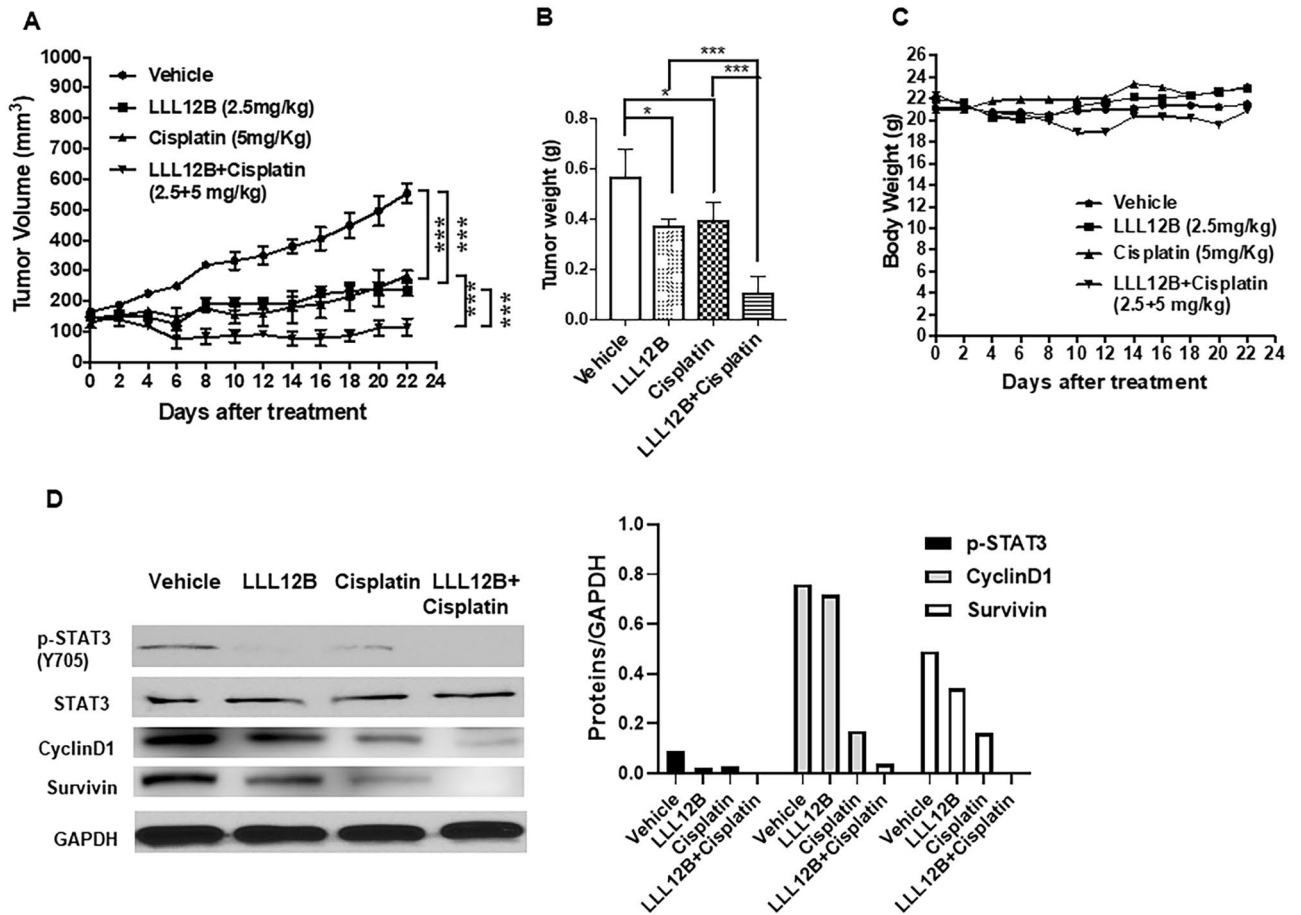 A
Tumor Volume (mm3)
1000
900
800
700
600
500
400
300
200
100
0
0 2 4 6 8 10 12 14 16 18 20 22 24
Days after treatment
Vehicle
LLL12B (2.5mg/kg)
Cisplatin (5mg/Kg)
LLL12B+Cisplatin
(2.5+5 mg/kg)
***
***
***
***
B
Tumor weight (g)
0.8
0.6
0.4
0.2
0.0
***
***
*
*
Vehicle
LLL12B
Cisplatin
LLL12B+Cisplatin
C
Body Weight (g)
26
24
22
20
18
16
14
12
10
8
6
4
2
0
0 2 4 6 8 10 12 14 16 18 20 22 24
Days after treatment
Vehicle
LLL12B (2.5mg/kg)
Cisplatin (5mg/Kg)
LLL12B+Cisplatin
(2.5+5 mg/kg)
D
Vehicle LLL12B Cisplatin LLL12B+
Cisplatin
p-STAT3
(Y705)
STAT3
CyclinD1
Survivin
GAPDH
Proteins/GAPDH
1.0
0.8
0.6
0.4
0.2
0.0
p-STAT3
CyclinD1
Survivin
Vehicle
LLL12B
Cisplatin
LLL12B+Cisplatin
Vehicle
LLL12B
Cisplatin
LLL12B+Cisplatin
Vehicle
LLL12B
Cisplatin
LLL12B+Cisplatin